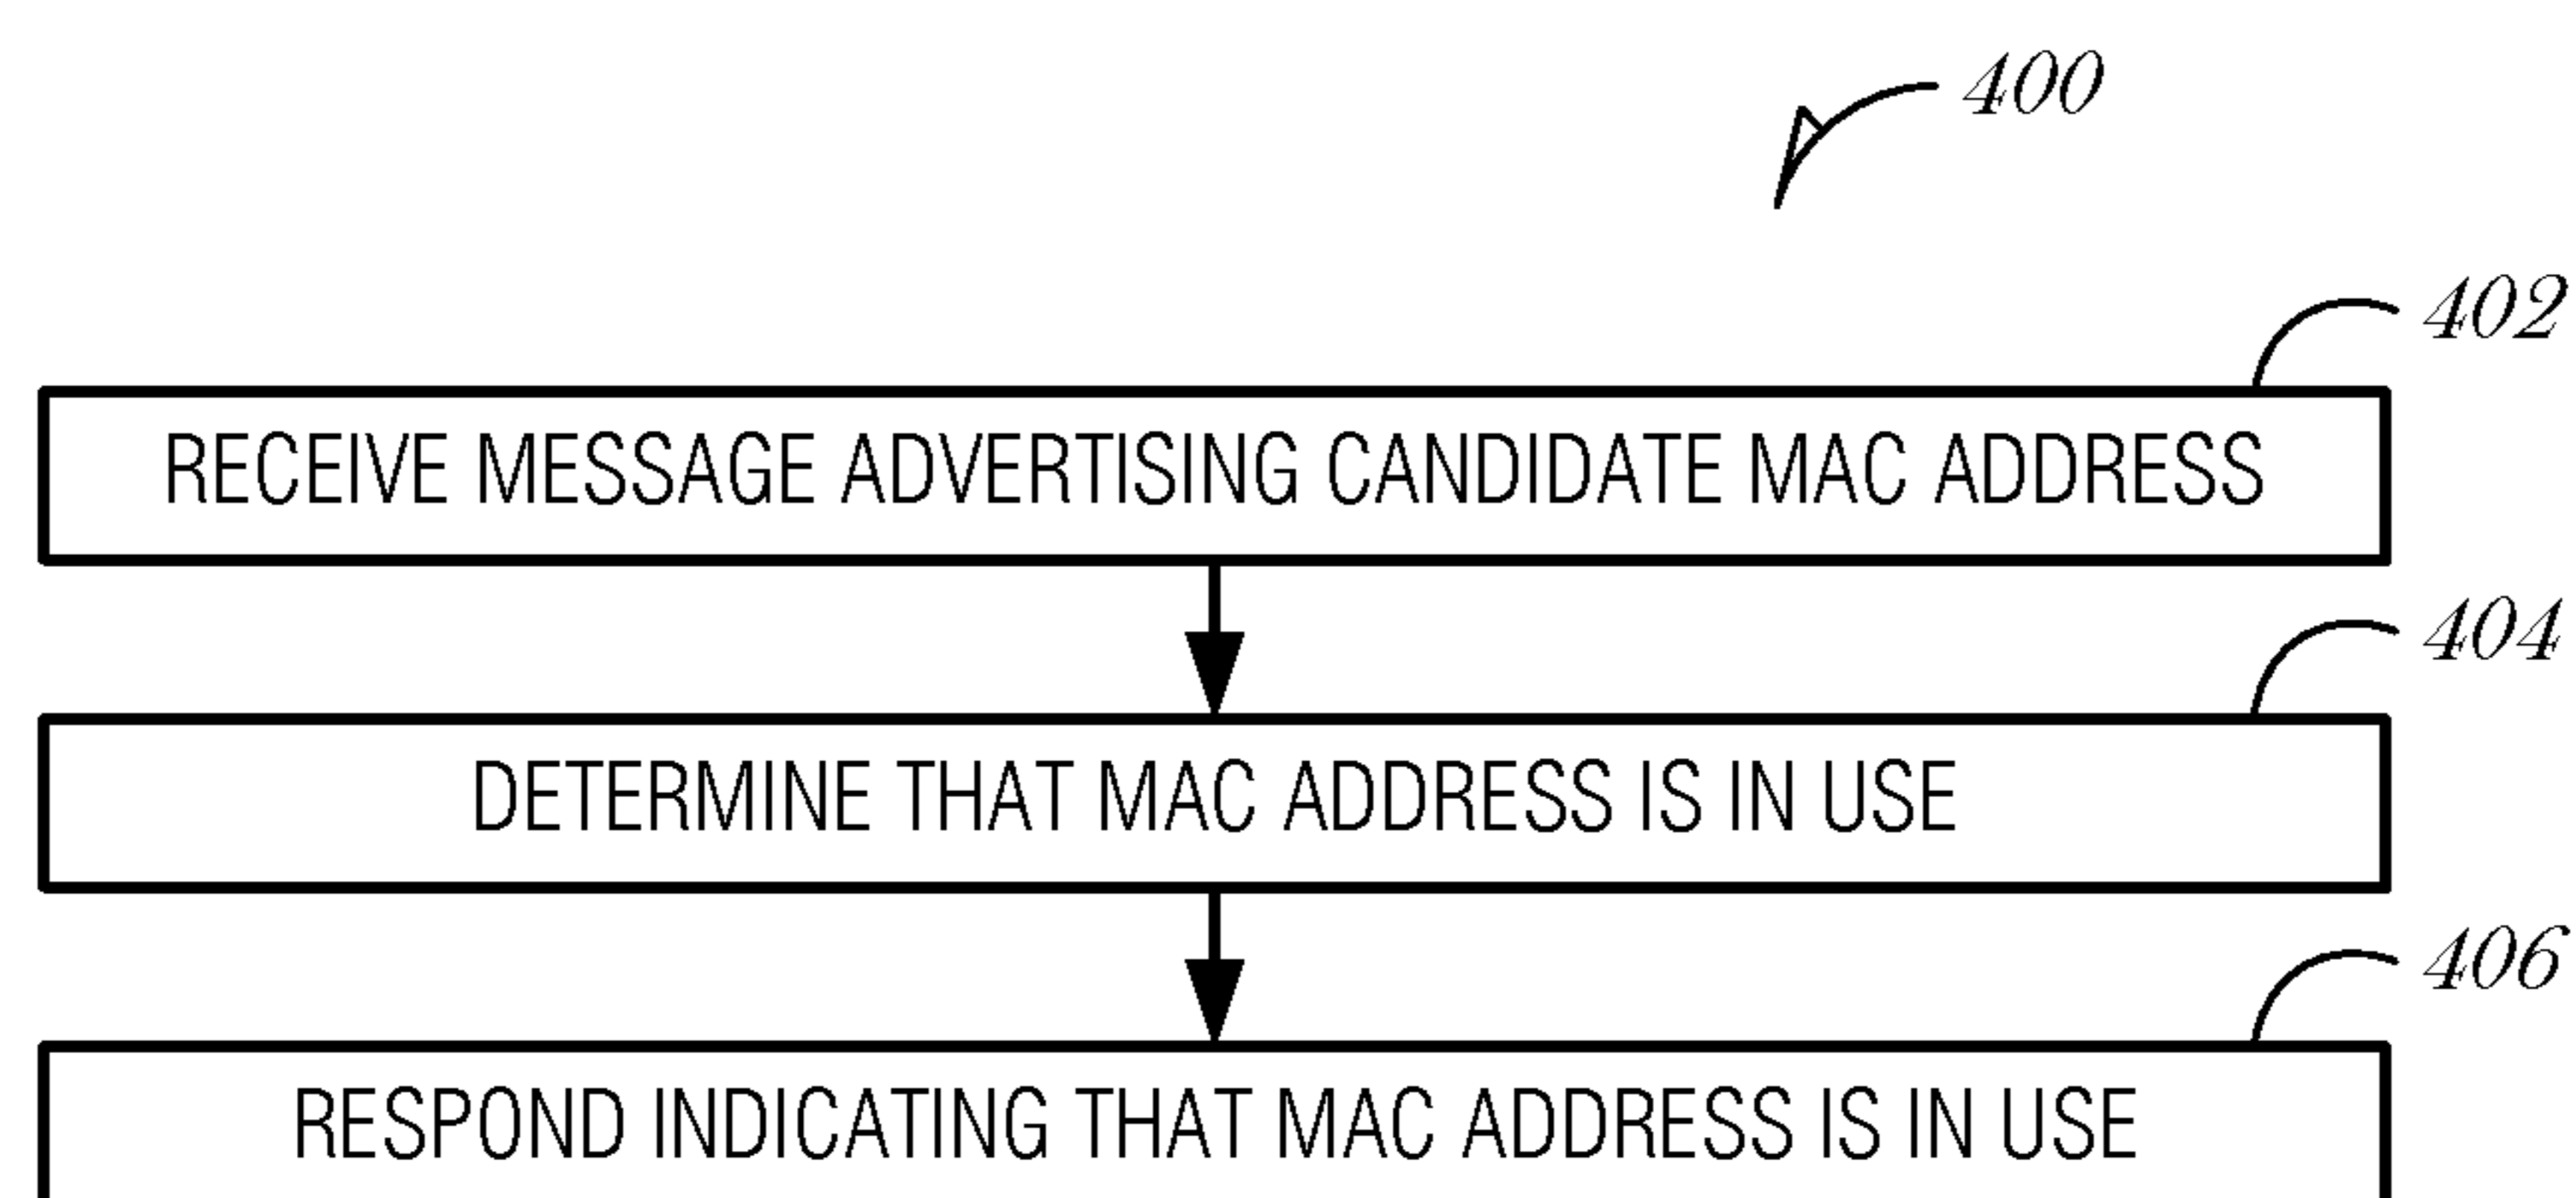 400
402
RECEIVE MESSAGE ADVERTISING CANDIDATE MAC ADDRESS
404
DETERMINE THAT MAC ADDRESS IS IN USE
406
RESPOND INDICATING THAT MAC ADDRESS IS IN USE